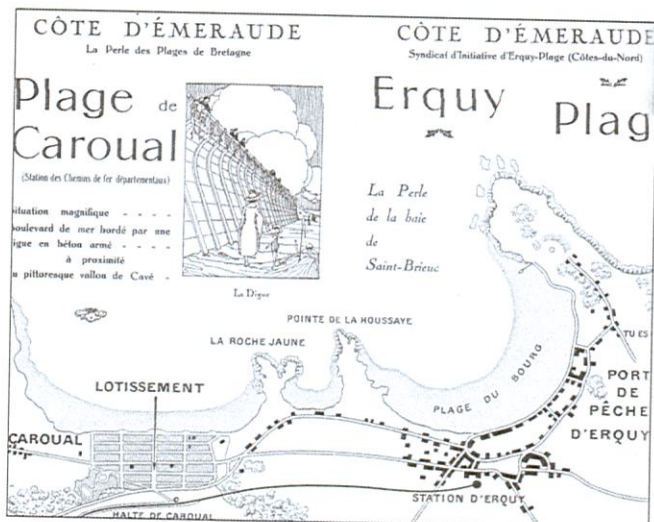 CÔTE D'ÉMERAUDE
La Perle des Plages de Bretagne
Plage de
Caroual
(Station des Chemins de fer départementaux)
situation magnifique - - - -
boulevard de mer bordé par une
digue en béton armé - - - -
à proximité
du pittoresque vallon de Cavé -
La Digue
CÔTE D'ÉMERAUDE
Syndicat d'Initiative d'Erquy-Plage (Côtes-du-Nord)
Erquy
Plag
La Perle
de la baie
de
Saint-Brieuc
POINTE DE LA HOUSSAYE
LA ROCHE JAUNE
LOTISSEMENT
CAROUAL
HALTE DE CAROUAL
PLAGE DU BOURG
STATION D'ERQUY
TU ES
PORT
DE
PÊCHE
D'ERQUY